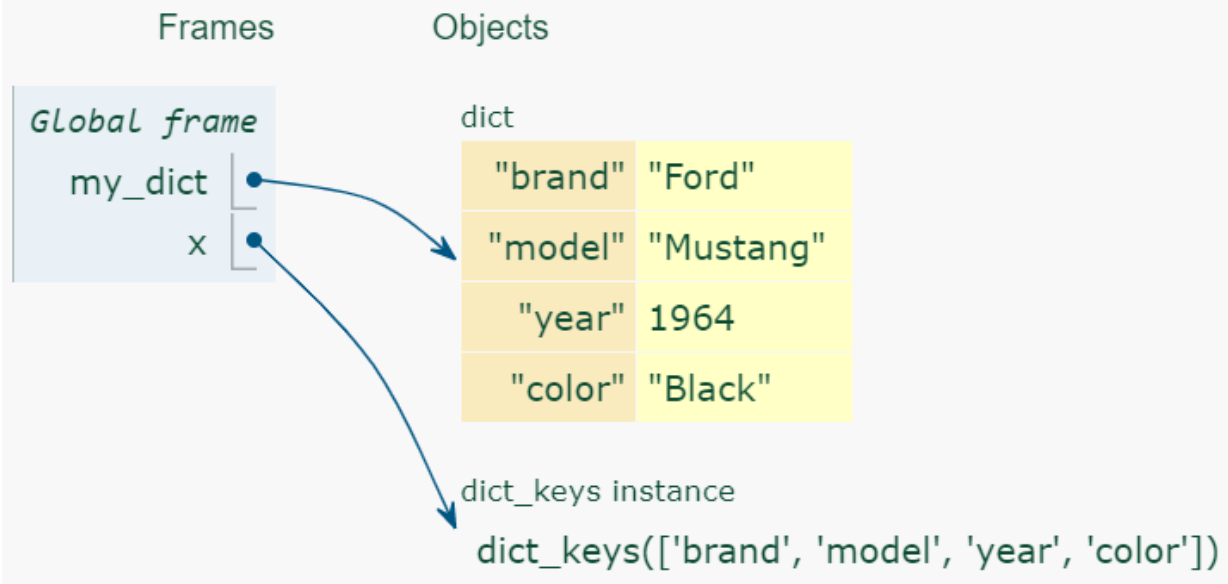 Frames Objects
Global frame
my_dict
x
dict
"brand" "Ford"
"model" "Mustang"
"year" 1964
"color" "Black"
dict_keys instance
dict_keys(['brand', 'model', 'year', 'color'])